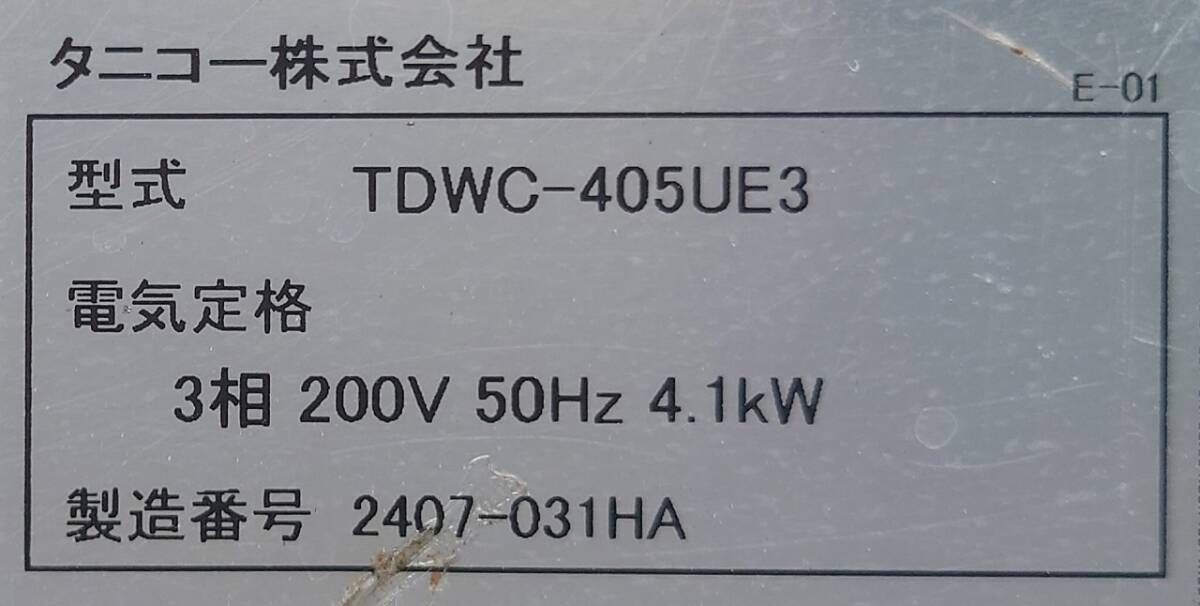 タニコー株式会社
E-01
型式 TDWC-405UE3
電気定格
3相 200V 50Hz 4.1kW
製造番号 2407-031HA